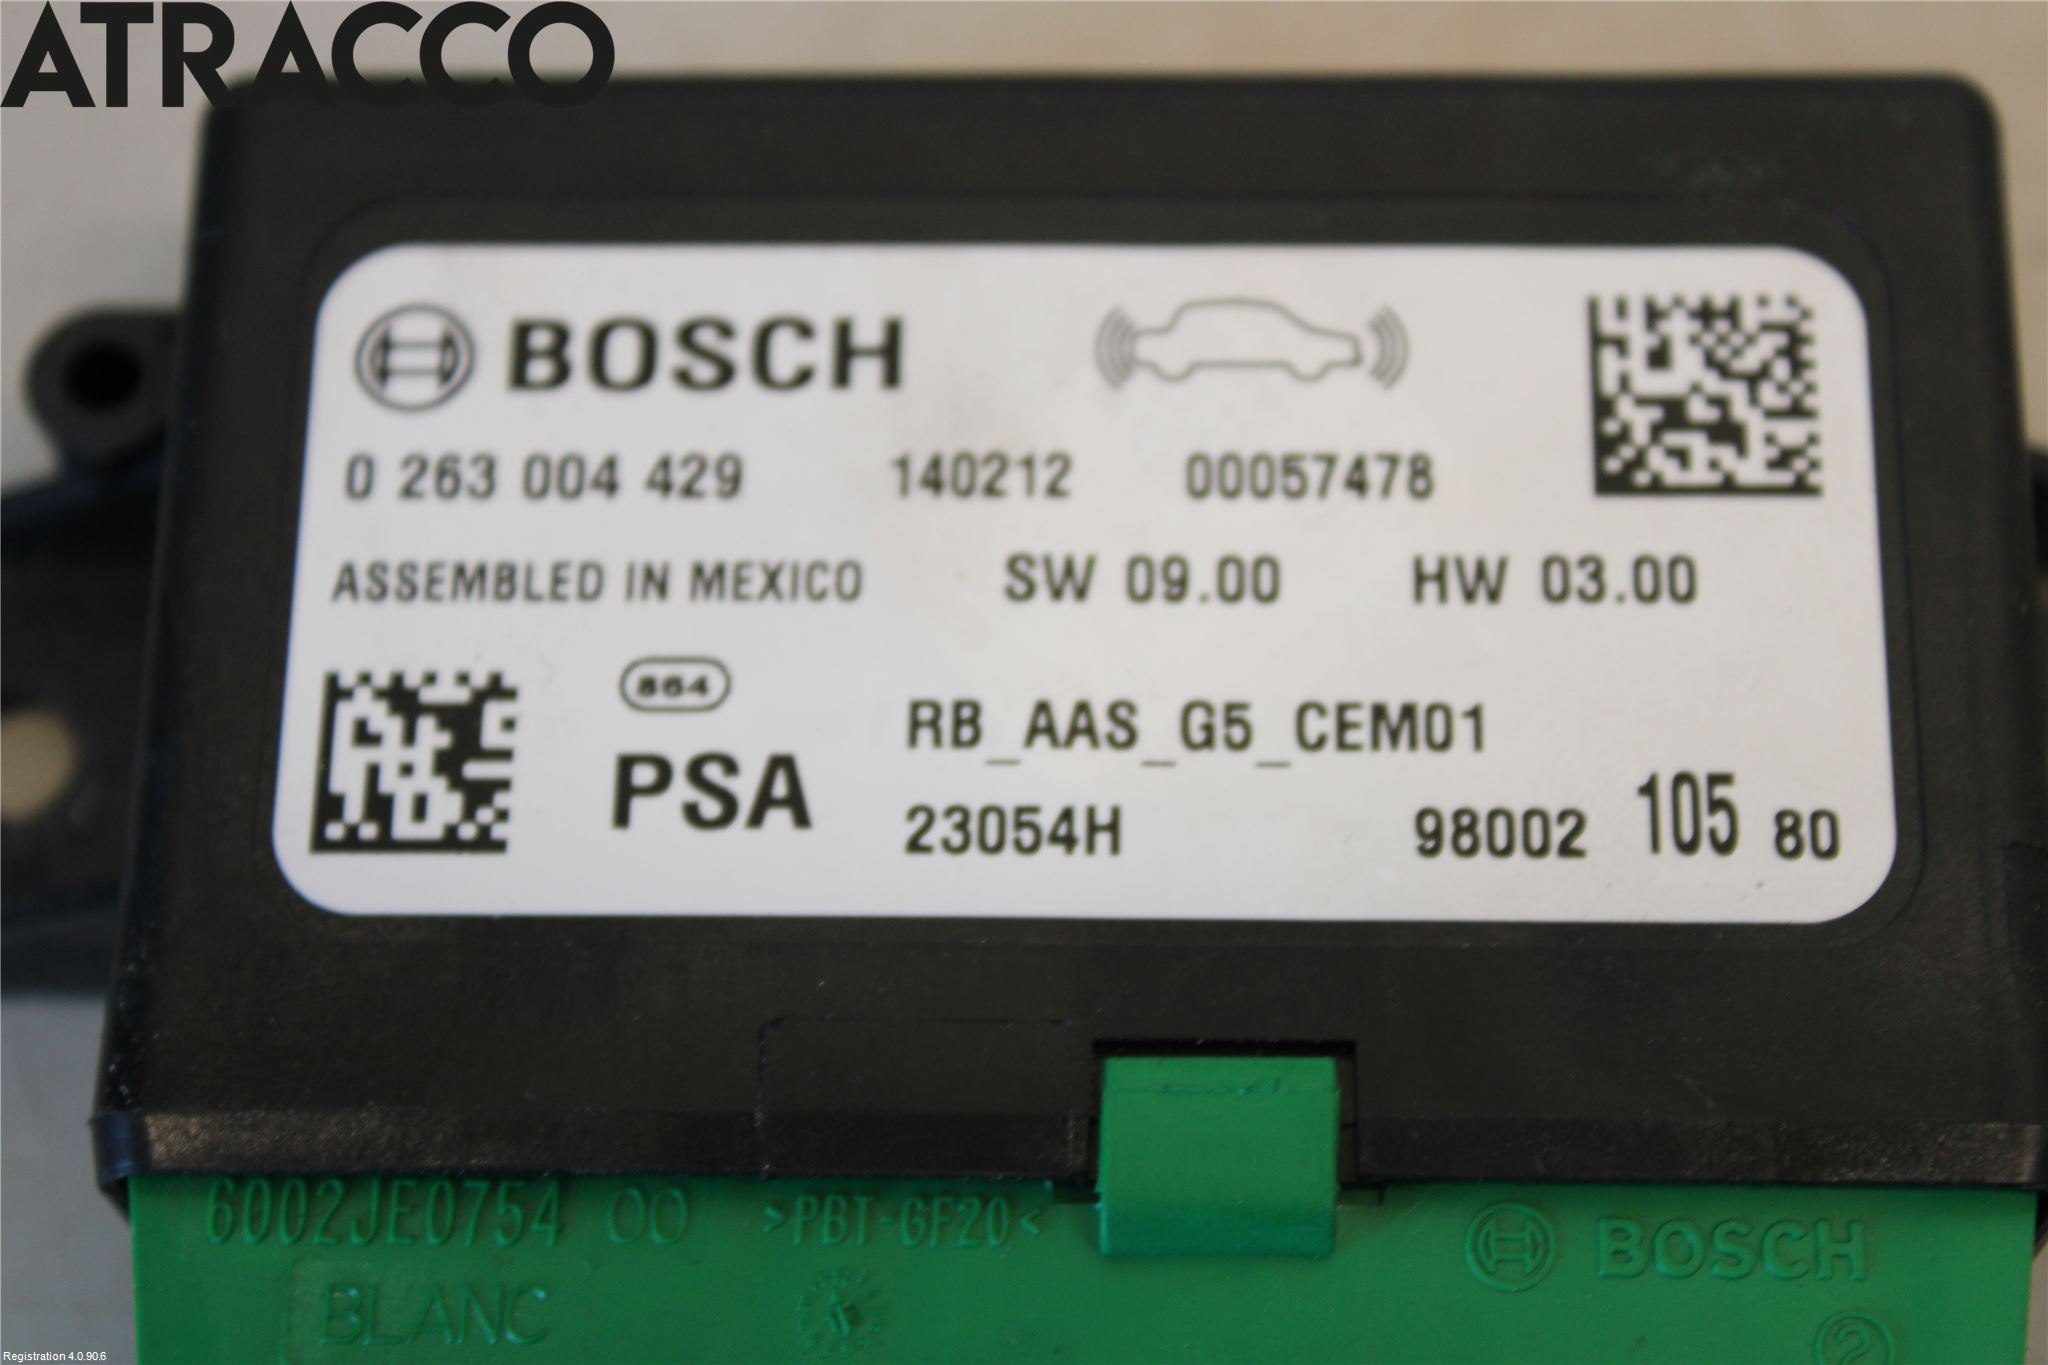 ATRACCO
BOSCH
0 263 004 429 140212 00057478
ASSEMBLED IN MEXICO SW 09.00 HW 03.00
864
PSA
RB_AAS_G5_CEM01
23054H 98002 105 80
6002JE0754 00 >PBT-GF20< BOSCH
BLANC
2
Registration 4.0.90.6